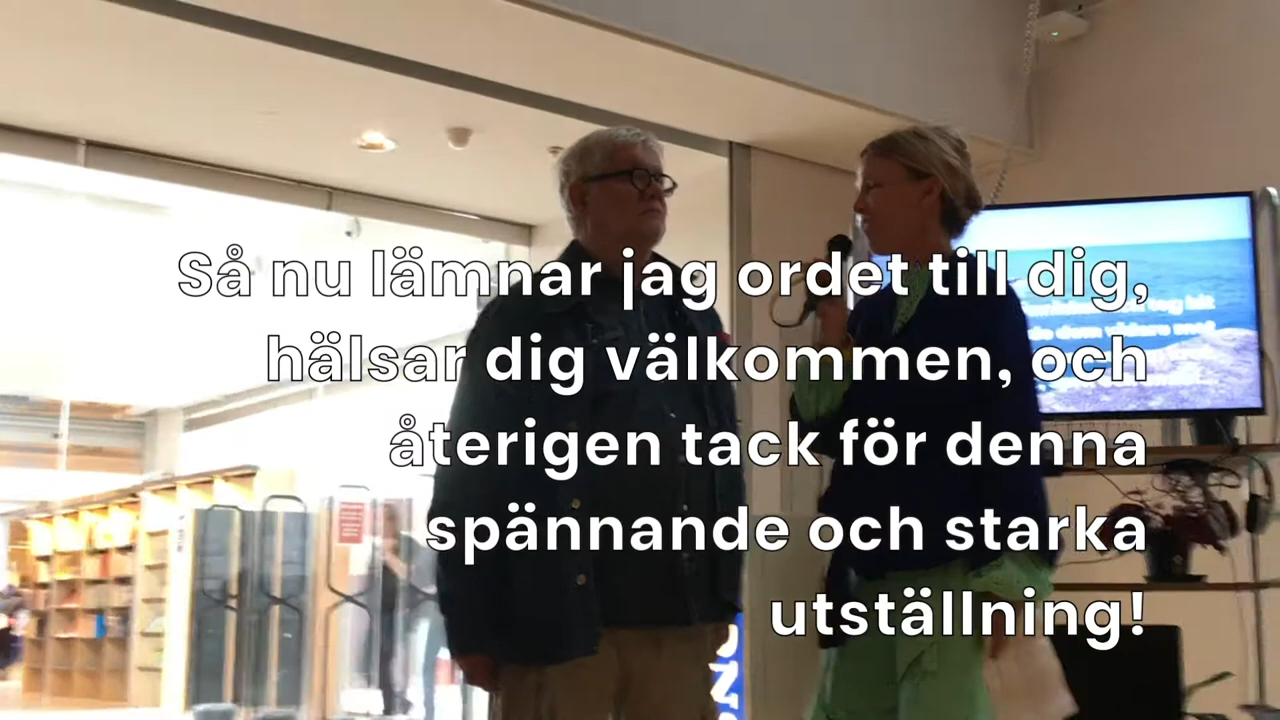 Så nu lämnar jag ordet till dig,
hälsar dig välkommen, och
återigen tack för denna
spännande och starka
utställning!